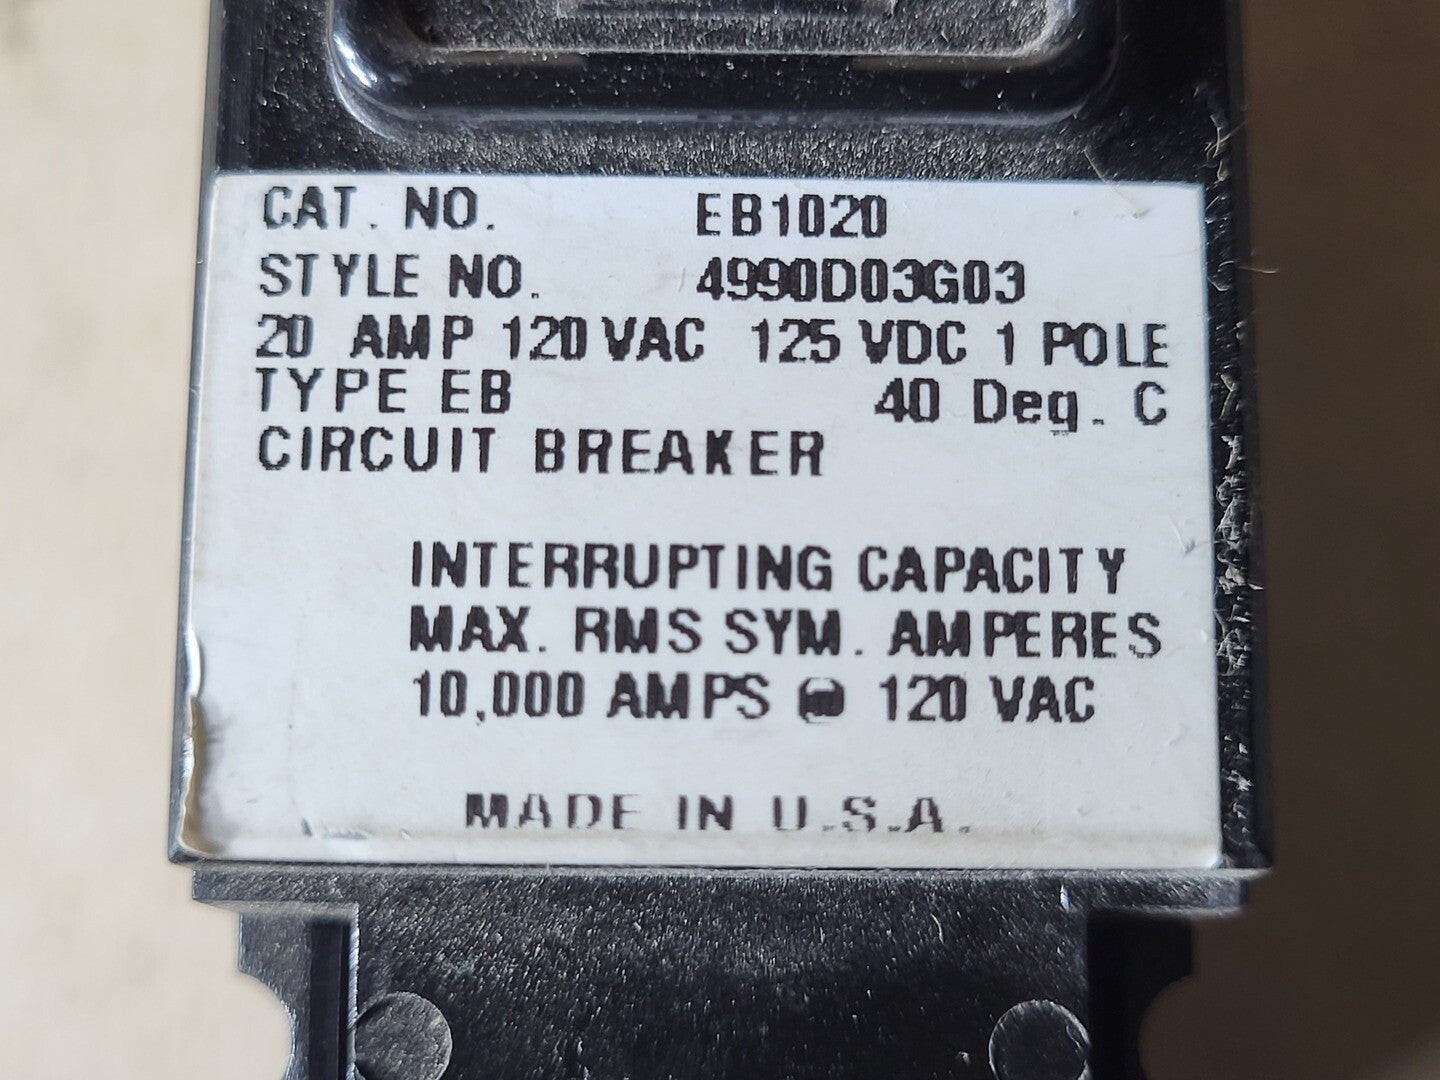 CAT. NO. EB1020
STYLE NO. 4990D03G03
20 AMP 120 VAC 125 VDC 1 POLE
TYPE EB 40 Deg. C
CIRCUIT BREAKER
INTERRUPTING CAPACITY
MAX. RMS SYM. AMPERES
10,000 AMPS @ 120 VAC
MADE IN U.S.A.